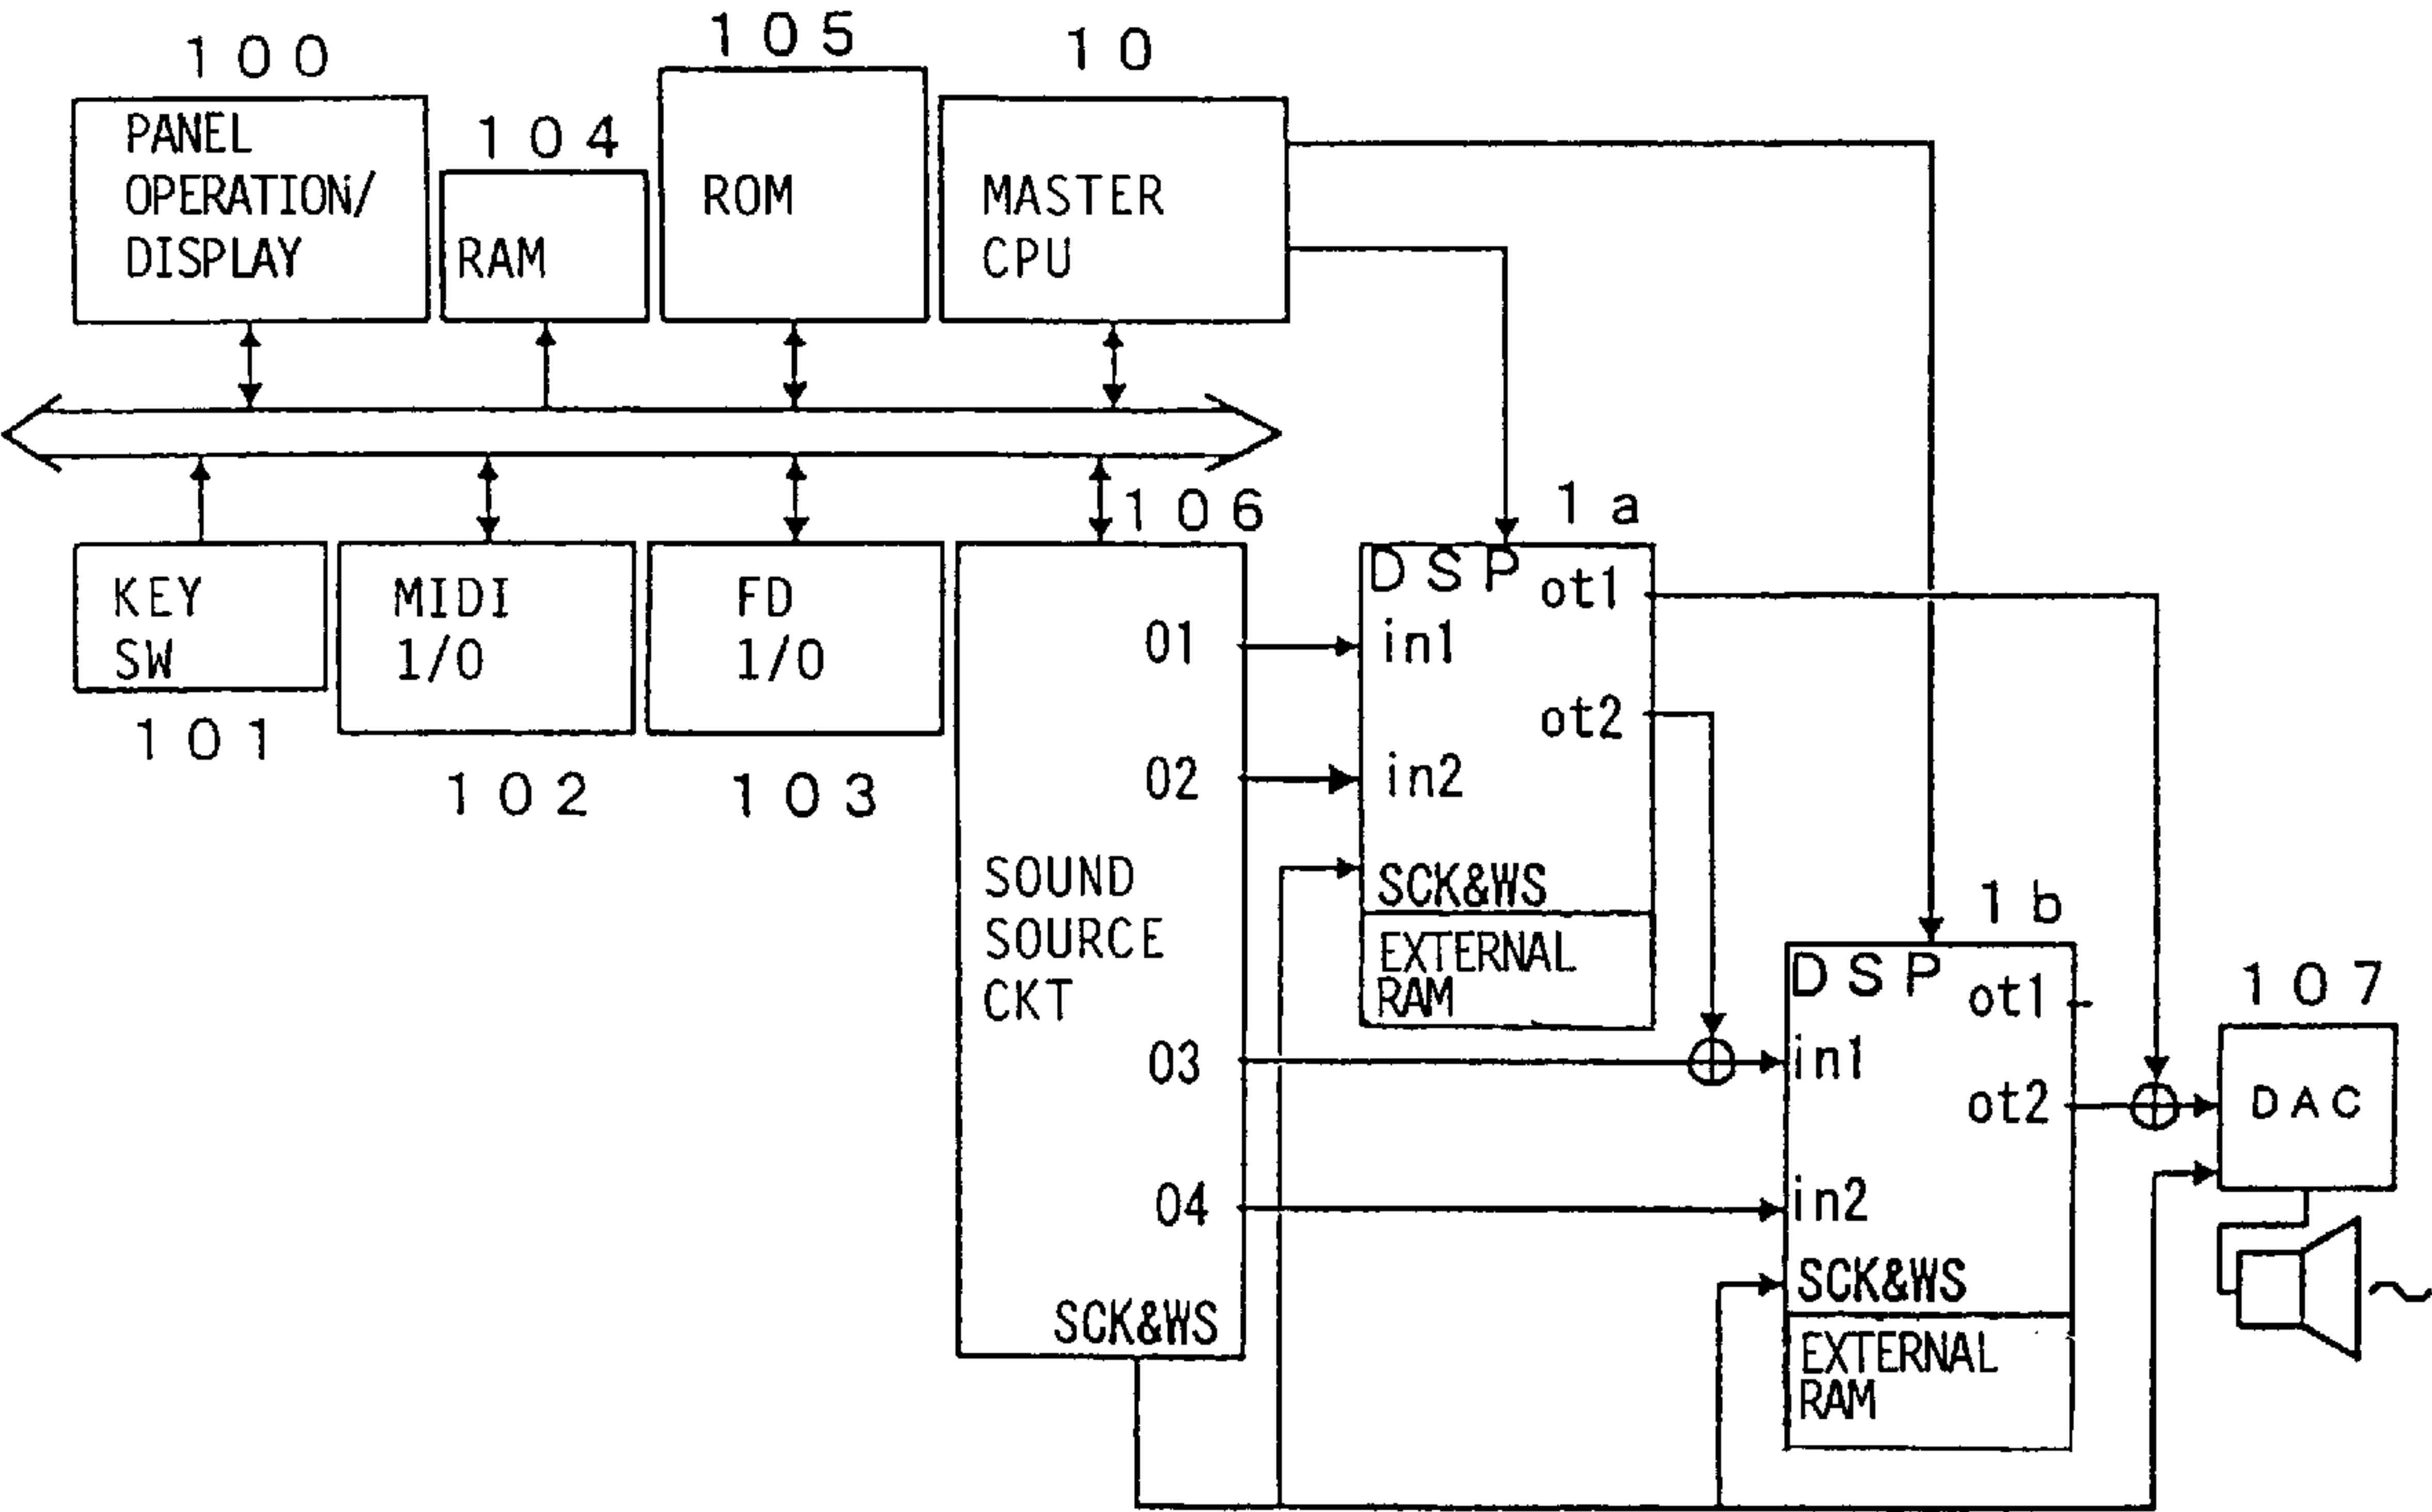 100
PANEL
OPERATION/
DISPLAY
104
RAM
105
ROM
10
MASTER
CPU
KEY
SW
101
MIDI
1/0
102
FD
1/0
103
106
01
02
SOUND
SOURCE
CKT
03
04
SCK&WS
1a
DSP
ot1
in1
ot2
in2
SCK&WS
EXTERNAL
RAM
1b
DSP
ot1
in1
ot2
in2
SCK&WS
EXTERNAL
RAM
107
DAC